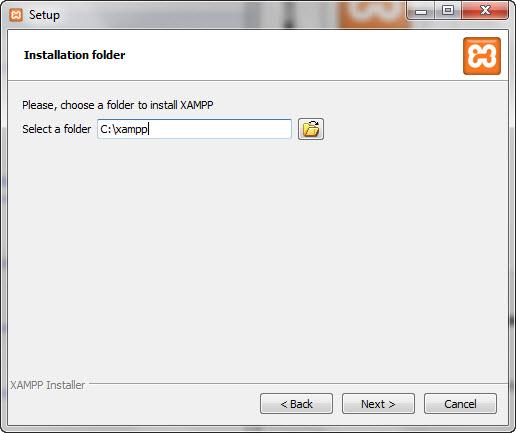 Setup
Installation folder
Please, choose a folder to install XAMPP
Select a folder C:\xampp
XAMPP Installer
< Back Next > Cancel